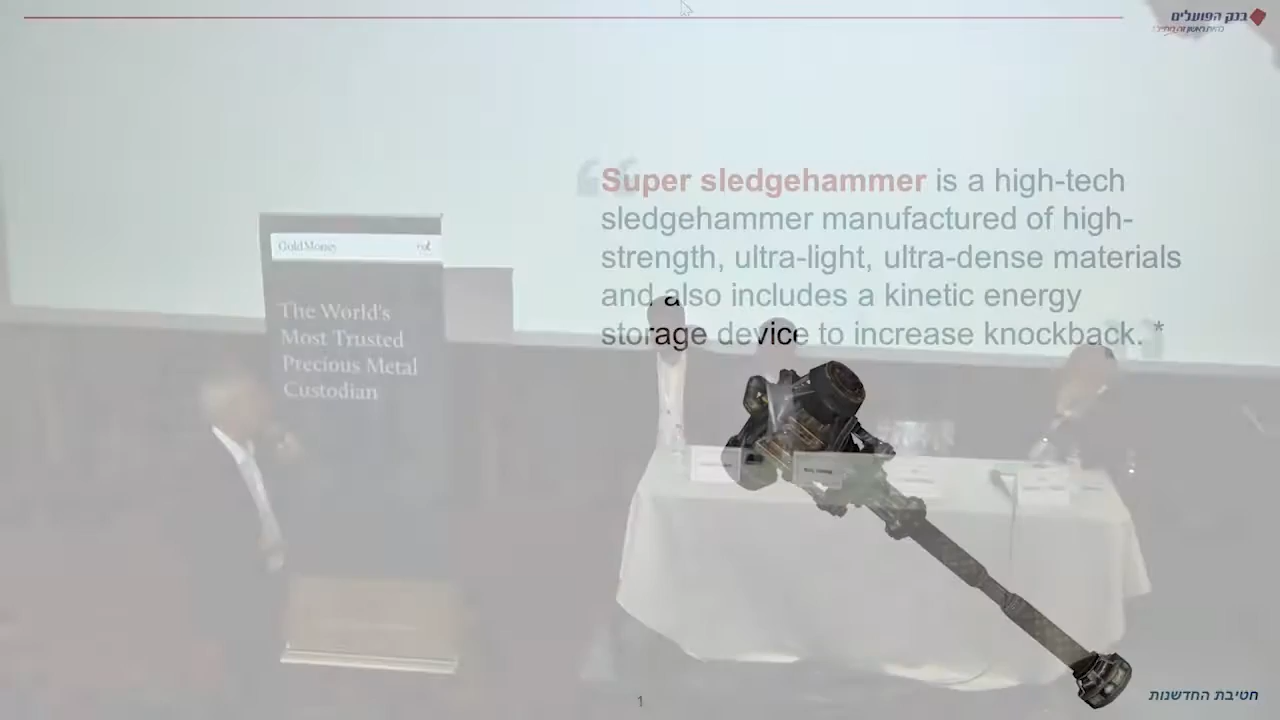 בנק הפועלים
Super sledgehammer is a high-tech
sledgehammer manufactured of high-
strength, ultra-light, ultra-dense materials
and also includes a kinetic energy
storage device to increase knockback. *
GoldMoney
The World's
Most Trusted
Precious Metal
Custodian
1
חטיבת החדשנות